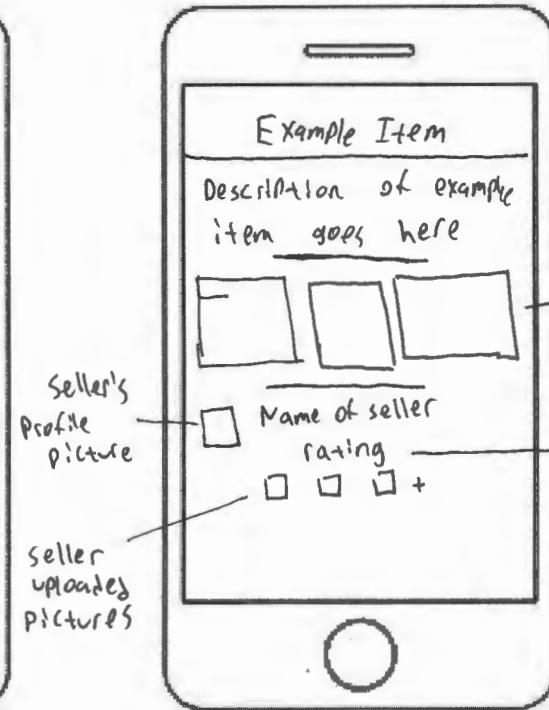 Example Item
Description of example
item goes here
Seller's
profile
picture
Name of seller
rating
+
seller
uploaded
pictures